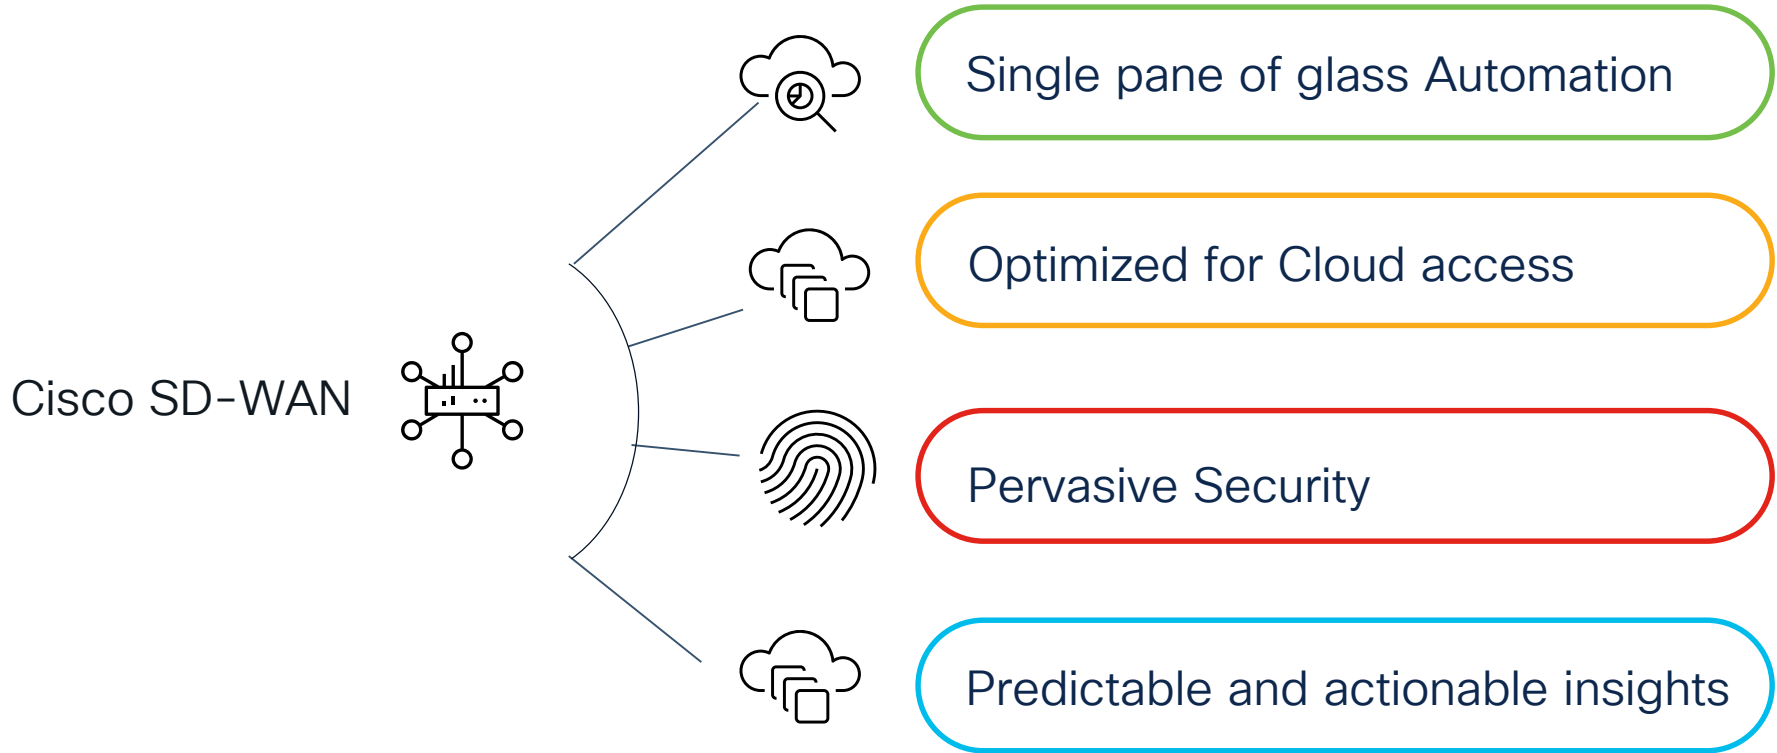 Single pane of glass Automation
Optimized for Cloud access
Cisco SD-WAN
Pervasive Security
Predictable and actionable insights